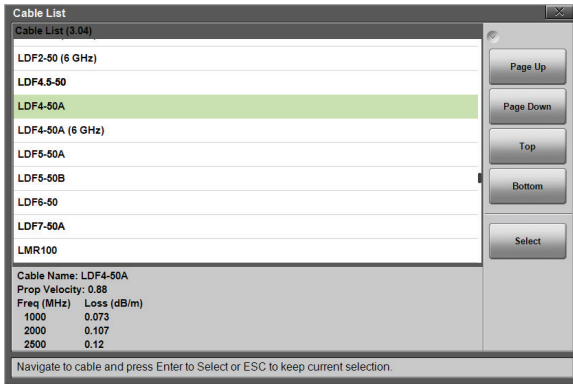 Cable List
Cable List (3.04)
LDF2-50 (6 GHz)
LDF4.5-50
LDF4-50A
LDF4-50A (6 GHz)
LDF5-50A
LDF5-50B
LDF6-50
LDF7-50A
LMR100
Page Up
Page Down
Top
Bottom
Select
Cable Name: LDF4-50A
Prop Velocity: 0.88
Freq (MHz) Loss (dB/m)
1000 0.073
2000 0.107
2500 0.12
Navigate to cable and press Enter to Select or ESC to keep current selection.